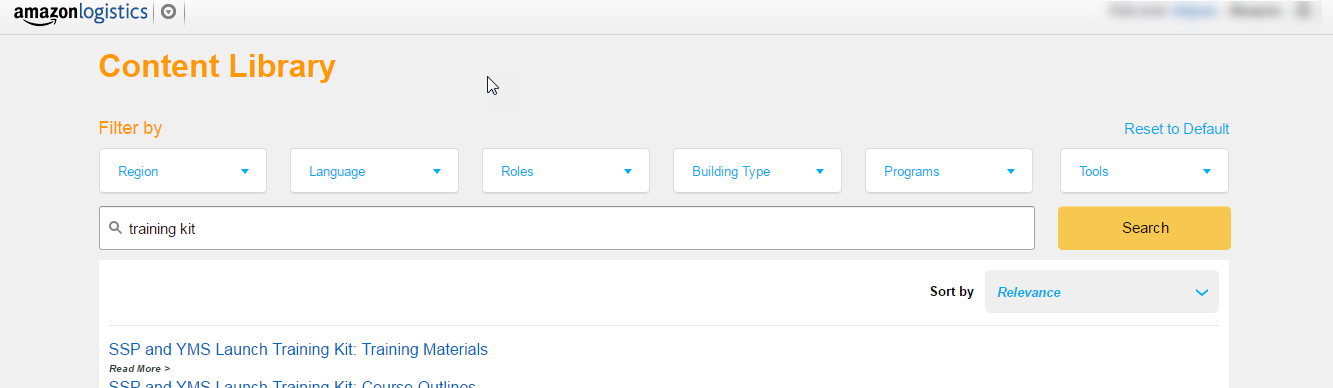 amazonlogistics
Content Library
Filter by
Reset to Default
Region Language Roles Building Type Programs Tools
training kit Search
Sort by Relevance
SSP and YMS Launch Training Kit: Training Materials
Read More >
SSP and YMS Launch Training Kit: Course Outlines